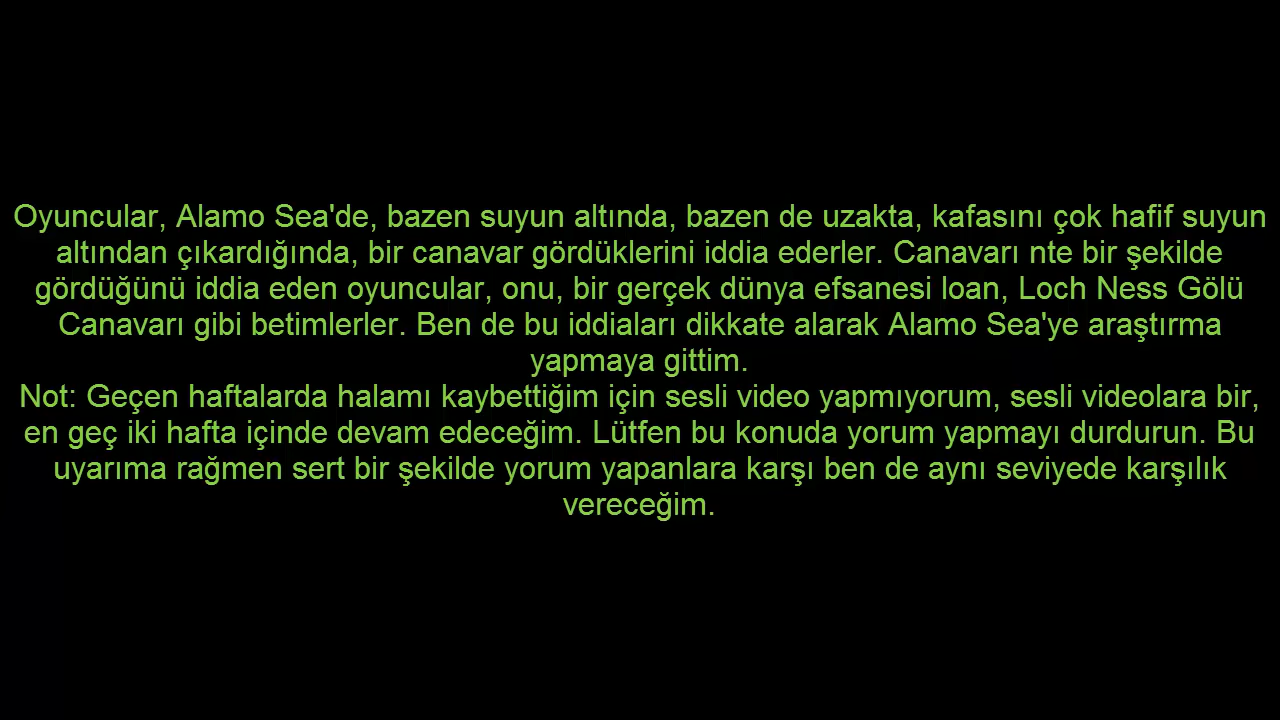 Oyuncular, Alamo Sea'de, bazen suyun altında, bazen de uzakta, kafasını çok hafif suyun
altından çıkardığında, bir canavar gördüklerini iddia ederler. Canavarı nte bir şekilde
gördüğünü iddia eden oyuncular, onu, bir gerçek dünya efsanesi loan, Loch Ness Gölü
Canavarı gibi betimlerler. Ben de bu iddiaları dikkate alarak Alamo Sea'ye araştırma
yapmaya gittim.
Not: Geçen haftalarda halamı kaybettiğim için sesli video yapmıyorum, sesli videolara bir,
en geç iki hafta içinde devam edeceğim. Lütfen bu konuda yorum yapmayı durdurun. Bu
uyarıma rağmen sert bir şekilde yorum yapanlara karşı ben de aynı seviyede karşılık
vereceğim.